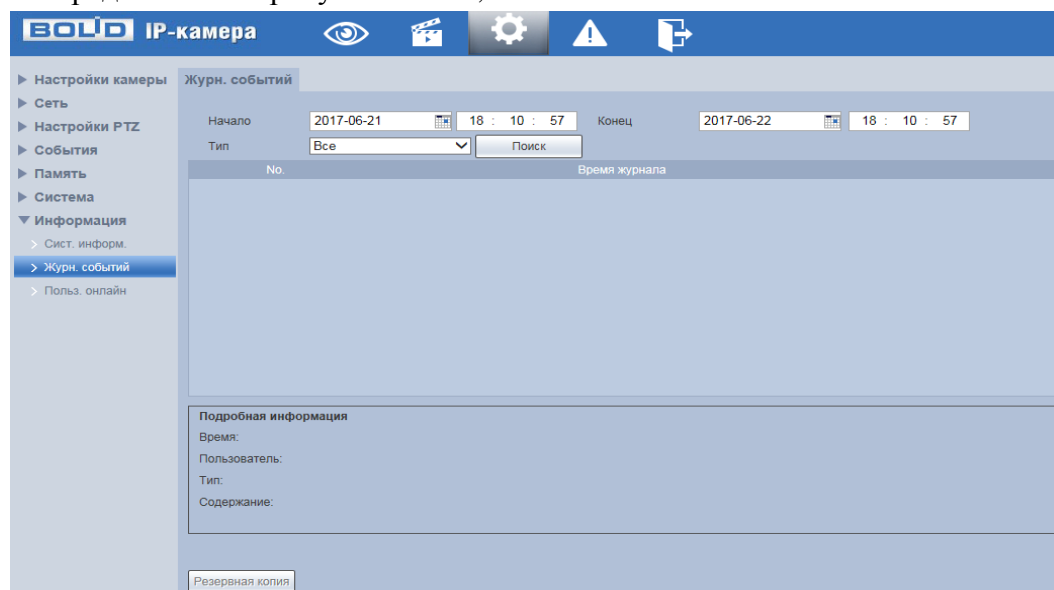 BOLID IP-камера
Настройки камеры
Сеть
Настройки PTZ
События
Память
Система
Информация
Сист. информ.
Журн. событий
Польз. онлайн
Журн. событий
Начало 2017-06-21 18 : 10 : 57 Конец 2017-06-22 18 : 10 : 57
Тип Все Поиск
No. Время журнала
Подробная информация
Время:
Пользователь:
Тип:
Содержание:
Резервная копия